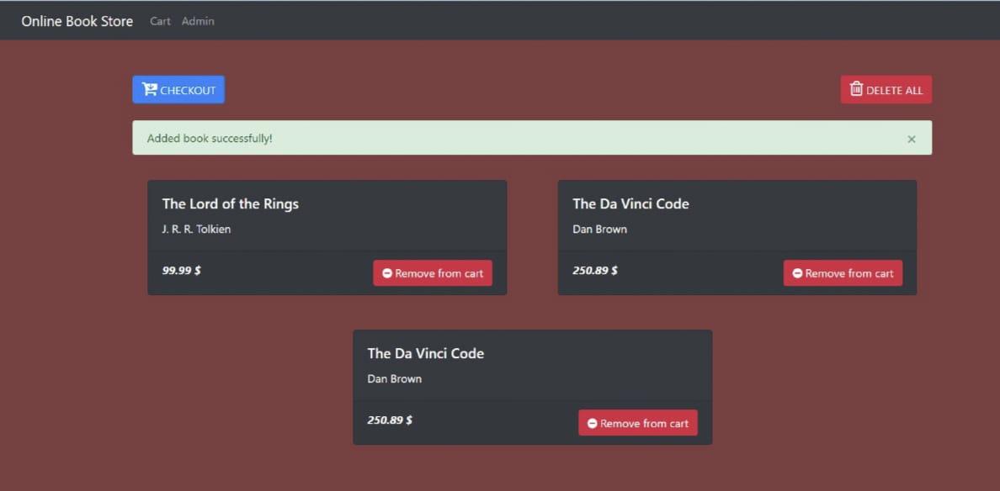 Online Book Store Cart Admin
CHECKOUT DELETE ALL
Added book successfully! ×
The Lord of the Rings
J. R. R. Tolkien
99.99 $ Remove from cart
The Da Vinci Code
Dan Brown
250.89 $ Remove from cart
The Da Vinci Code
Dan Brown
250.89 $ Remove from cart